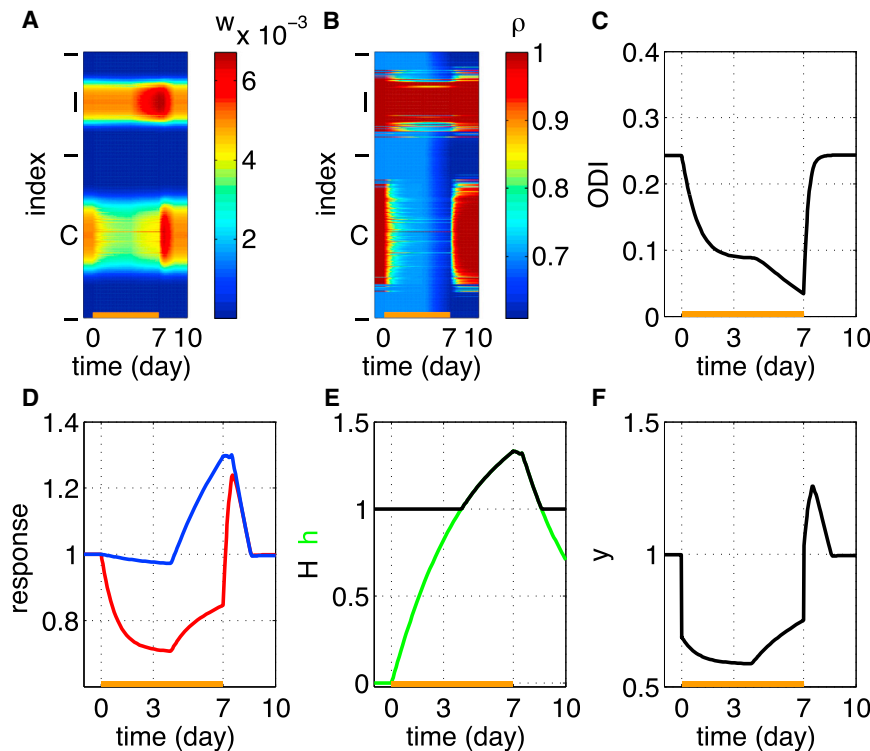 A
w
x 10⁻³
I
index
C
6
4
2
0
7
10
time (day)
B
ρ
I
index
C
1
0.9
0.8
0.7
0
7
10
time (day)
C
ODI
0.4
0.3
0.2
0.1
0
0
3
7
10
time (day)
D
response
1.4
1.2
1
0.8
0
3
7
10
time (day)
E
H h
1.5
1
0.5
0
0
3
7
10
time (day)
F
y
1.5
1
0.5
0
3
7
10
time (day)